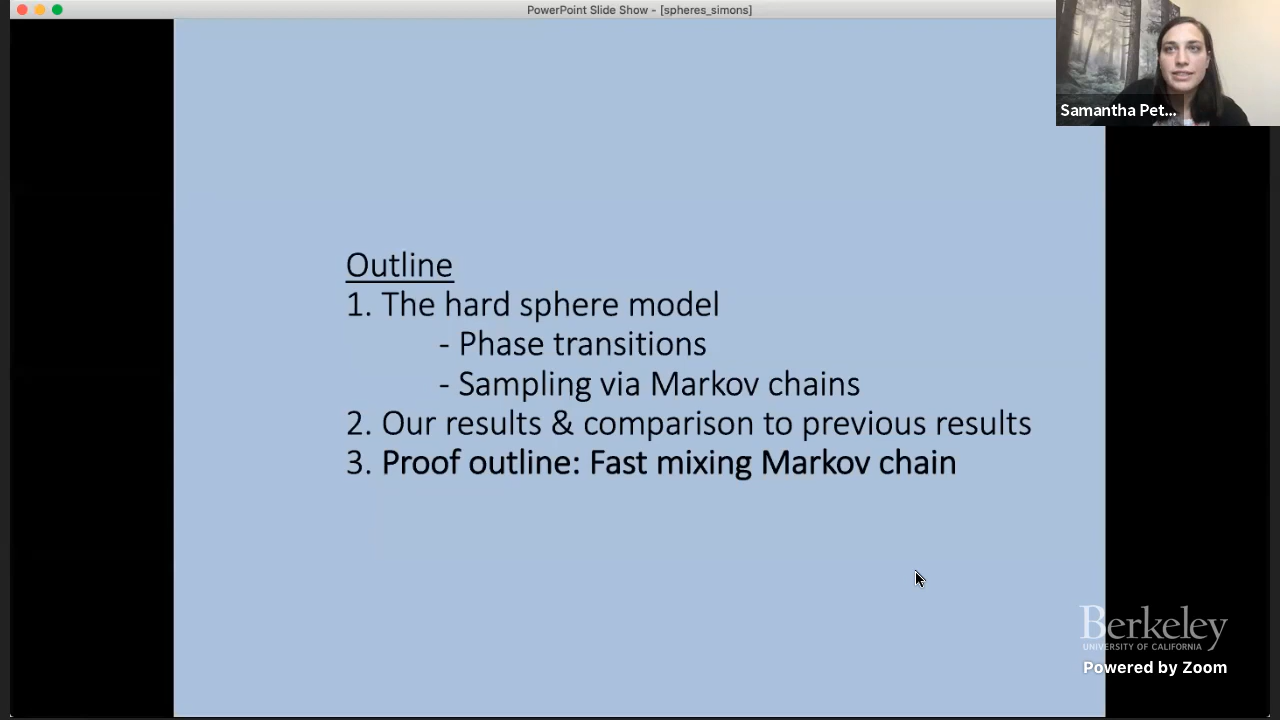 PowerPoint Slide Show - [spheres_simons]
Samantha Pet...
Outline
1. The hard sphere model
- Phase transitions
- Sampling via Markov chains
2. Our results & comparison to previous results
3. Proof outline: Fast mixing Markov chain
Berkeley
UNIVERSITY OF CALIFORNIA
Powered by Zoom